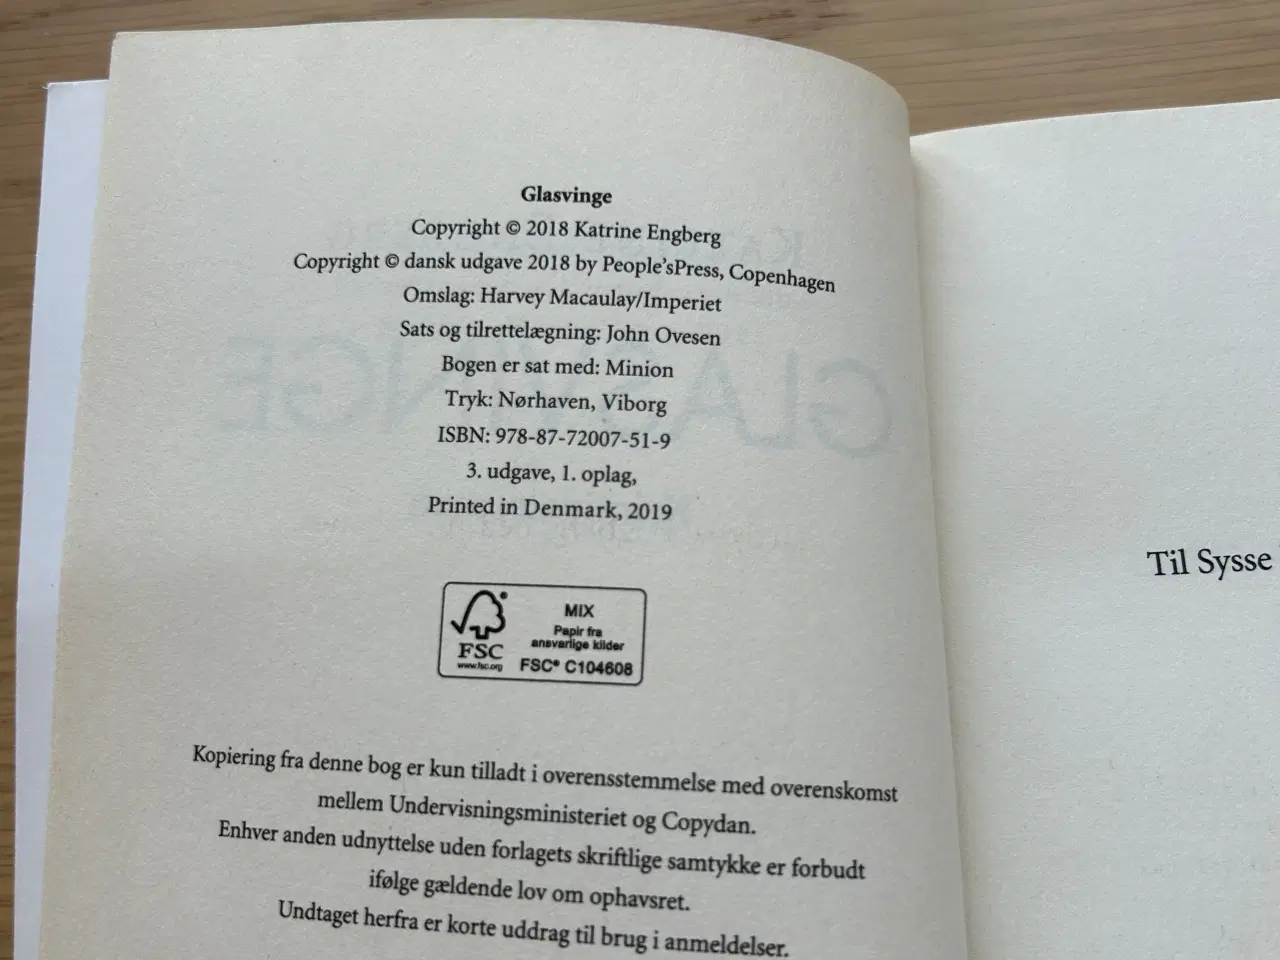 Glasvinge
Copyright © 2018 Katrine Engberg
Copyright © dansk udgave 2018 by People'sPress, Copenhagen
Omslag: Harvey Macaulay/Imperiet
Sats og tilrettelægning: John Ovesen
Bogen er sat med: Minion
Tryk: Nørhaven, Viborg
ISBN: 978-87-72007-51-9
3. udgave, 1. oplag,
Printed in Denmark, 2019
FSC
www.fsc.org
MIX
Papir fra
ansvarlige kilder
FSC® C104608
Kopiering fra denne bog er kun tilladt i overensstemmelse med overenskomst
mellem Undervisningsministeriet og Copydan.
Enhver anden udnyttelse uden forlagets skriftlige samtykke er forbudt
ifølge gældende lov om ophavsret.
Undtaget herfra er korte uddrag til brug i anmeldelser.
Til Sysse